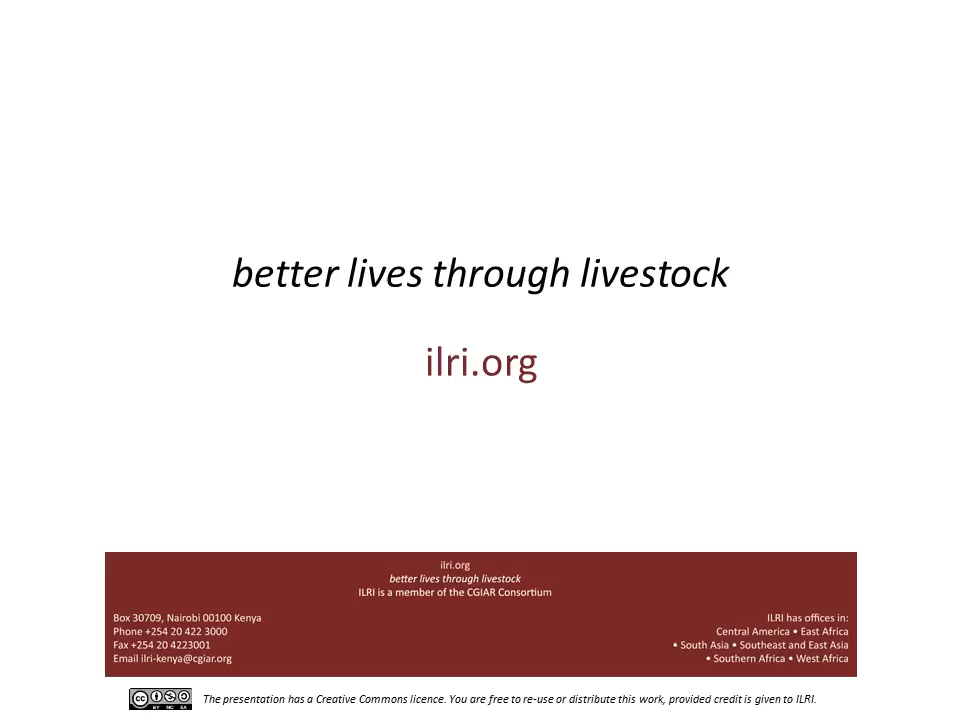 better lives through livestock
ilri.org
ilri.org
better lives through livestock
ILRI is a member of the CGIAR Consortium
Box 30709, Nairobi 00100 Kenya
Phone +254 20 422 3000
Fax +254 20 4223001
Email ilri-kenya@cgiar.org
ILRI has offices in:
Central America • East Africa
• South Asia • Southeast and East Asia
• Southern Africa • West Africa
cc BY NC SA
The presentation has a Creative Commons licence. You are free to re-use or distribute this work, provided credit is given to ILRI.